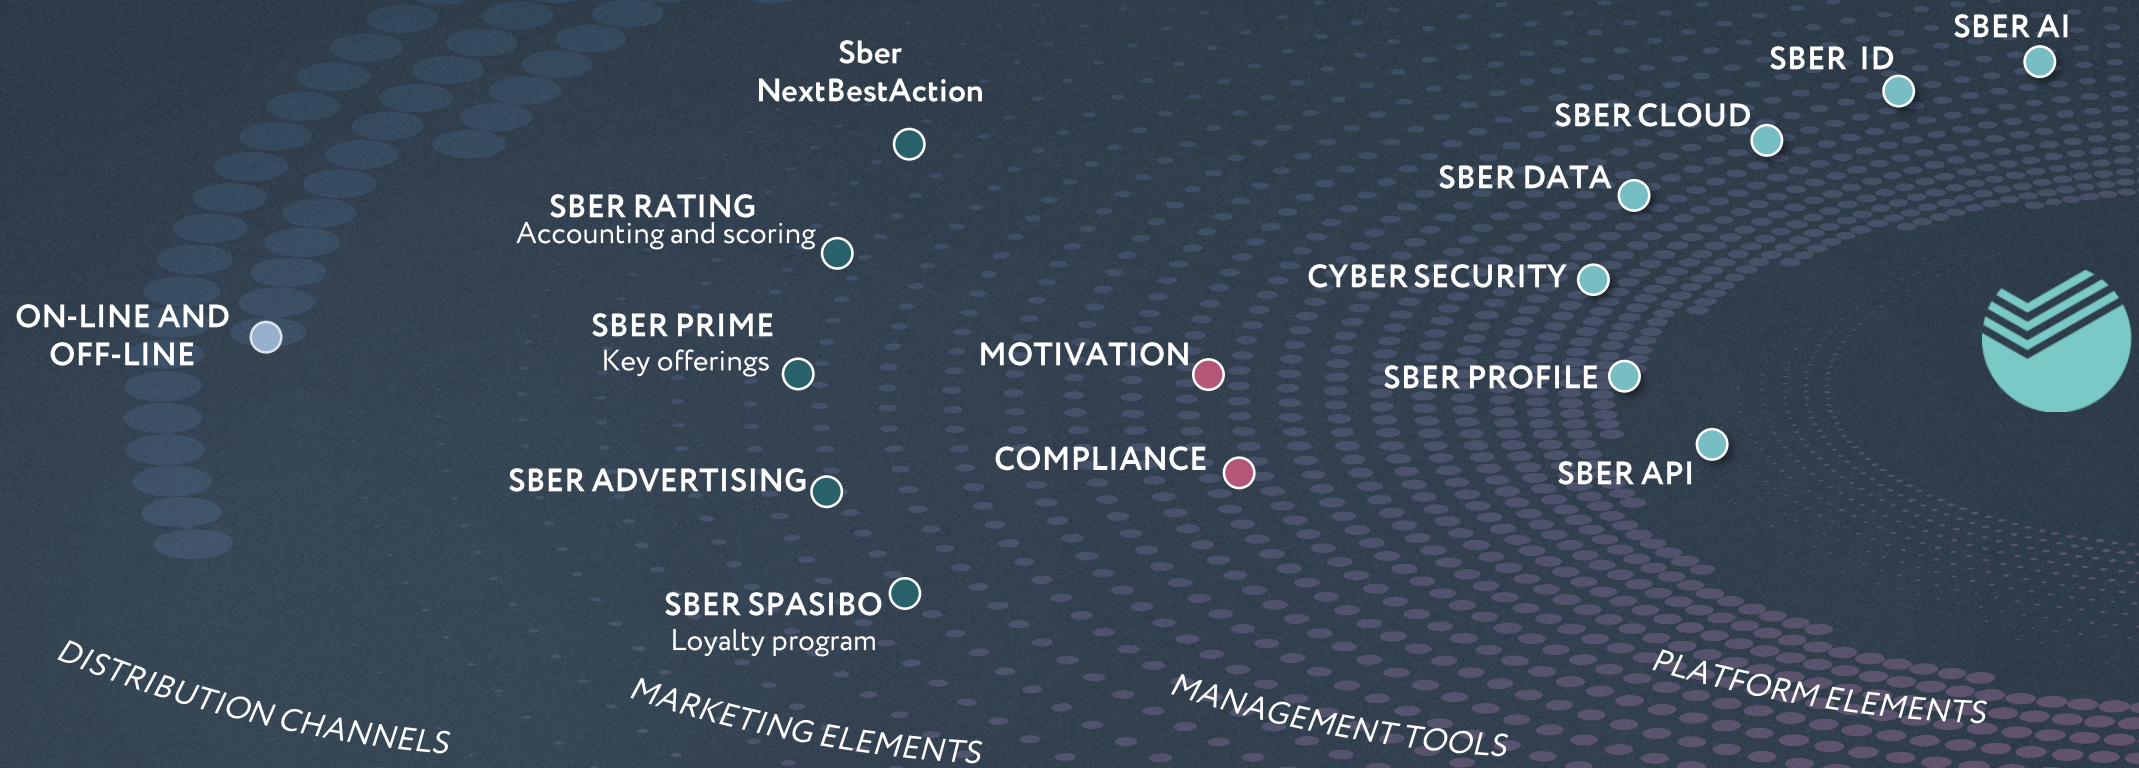 SBER AI
SBER ID
Sber
NextBestAction
SBER CLOUD
SBER DATA
SBER RATING
Accounting and scoring
CYBER SECURITY
ON-LINE AND
OFF-LINE
SBER PRIME
Key offerings
MOTIVATION
SBER PROFILE
COMPLIANCE
SBER API
SBER ADVERTISING
SBER SPASIBO
Loyalty program
DISTRIBUTION CHANNELS
MARKETING ELEMENTS
MANAGEMENT TOOLS
PLATFORM ELEMENTS